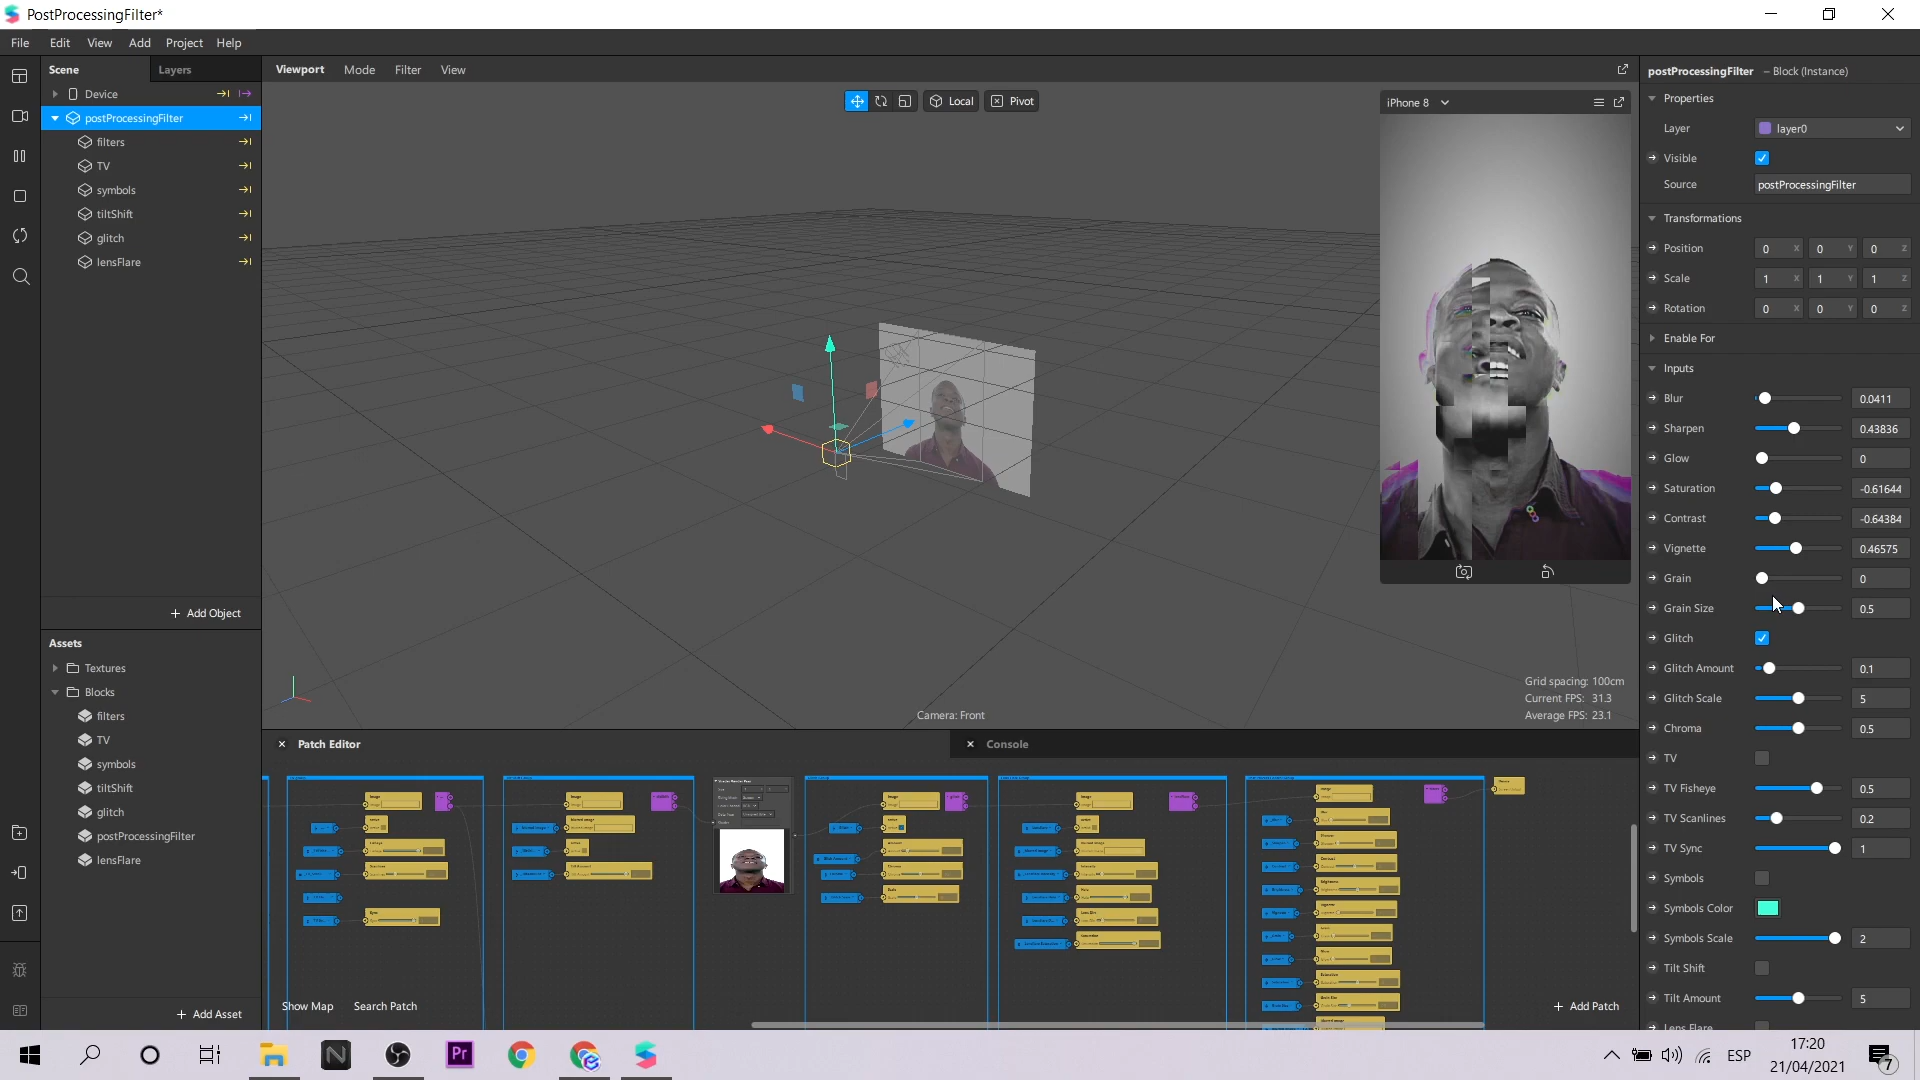 PostProcessingFilter*
File Edit View Add Project Help
Scene Layers
Device
postProcessingFilter
filters
TV
symbols
tiltShift
glitch
lensFlare
+ Add Object
Assets
Textures
Blocks
filters
TV
symbols
tiltShift
glitch
postProcessingFilter
lensFlare
+ Add Asset
Viewport Mode Filter View
Local Pivot
iPhone 8
Grid spacing: 100cm
Current FPS: 31.3
Average FPS: 23.1
Camera: Front
Patch Editor
Console
Show Map Search Patch
+ Add Patch
postProcessingFilter – Block (Instance)
Properties
Layer layer0
Visible
Source postProcessingFilter
Transformations
Position 0 X 0 Y 0 Z
Scale 1 X 1 Y 1 Z
Rotation 0 X 0 Y 0 Z
Enable For
Inputs
Blur 0.0411
Sharpen 0.43836
Glow 0
Saturation -0.61644
Contrast -0.64384
Vignette 0.46575
Grain 0
Grain Size 0.5
Glitch
Glitch Amount 0.1
Glitch Scale 5
Chroma 0.5
TV
TV Fisheye 0.5
TV Scanlines 0.2
TV Sync 1
Symbols
Symbols Color
Symbols Scale 2
Tilt Shift
Tilt Amount 5
Lens Flare
Pr
ESP
17:20
21/04/2021
7